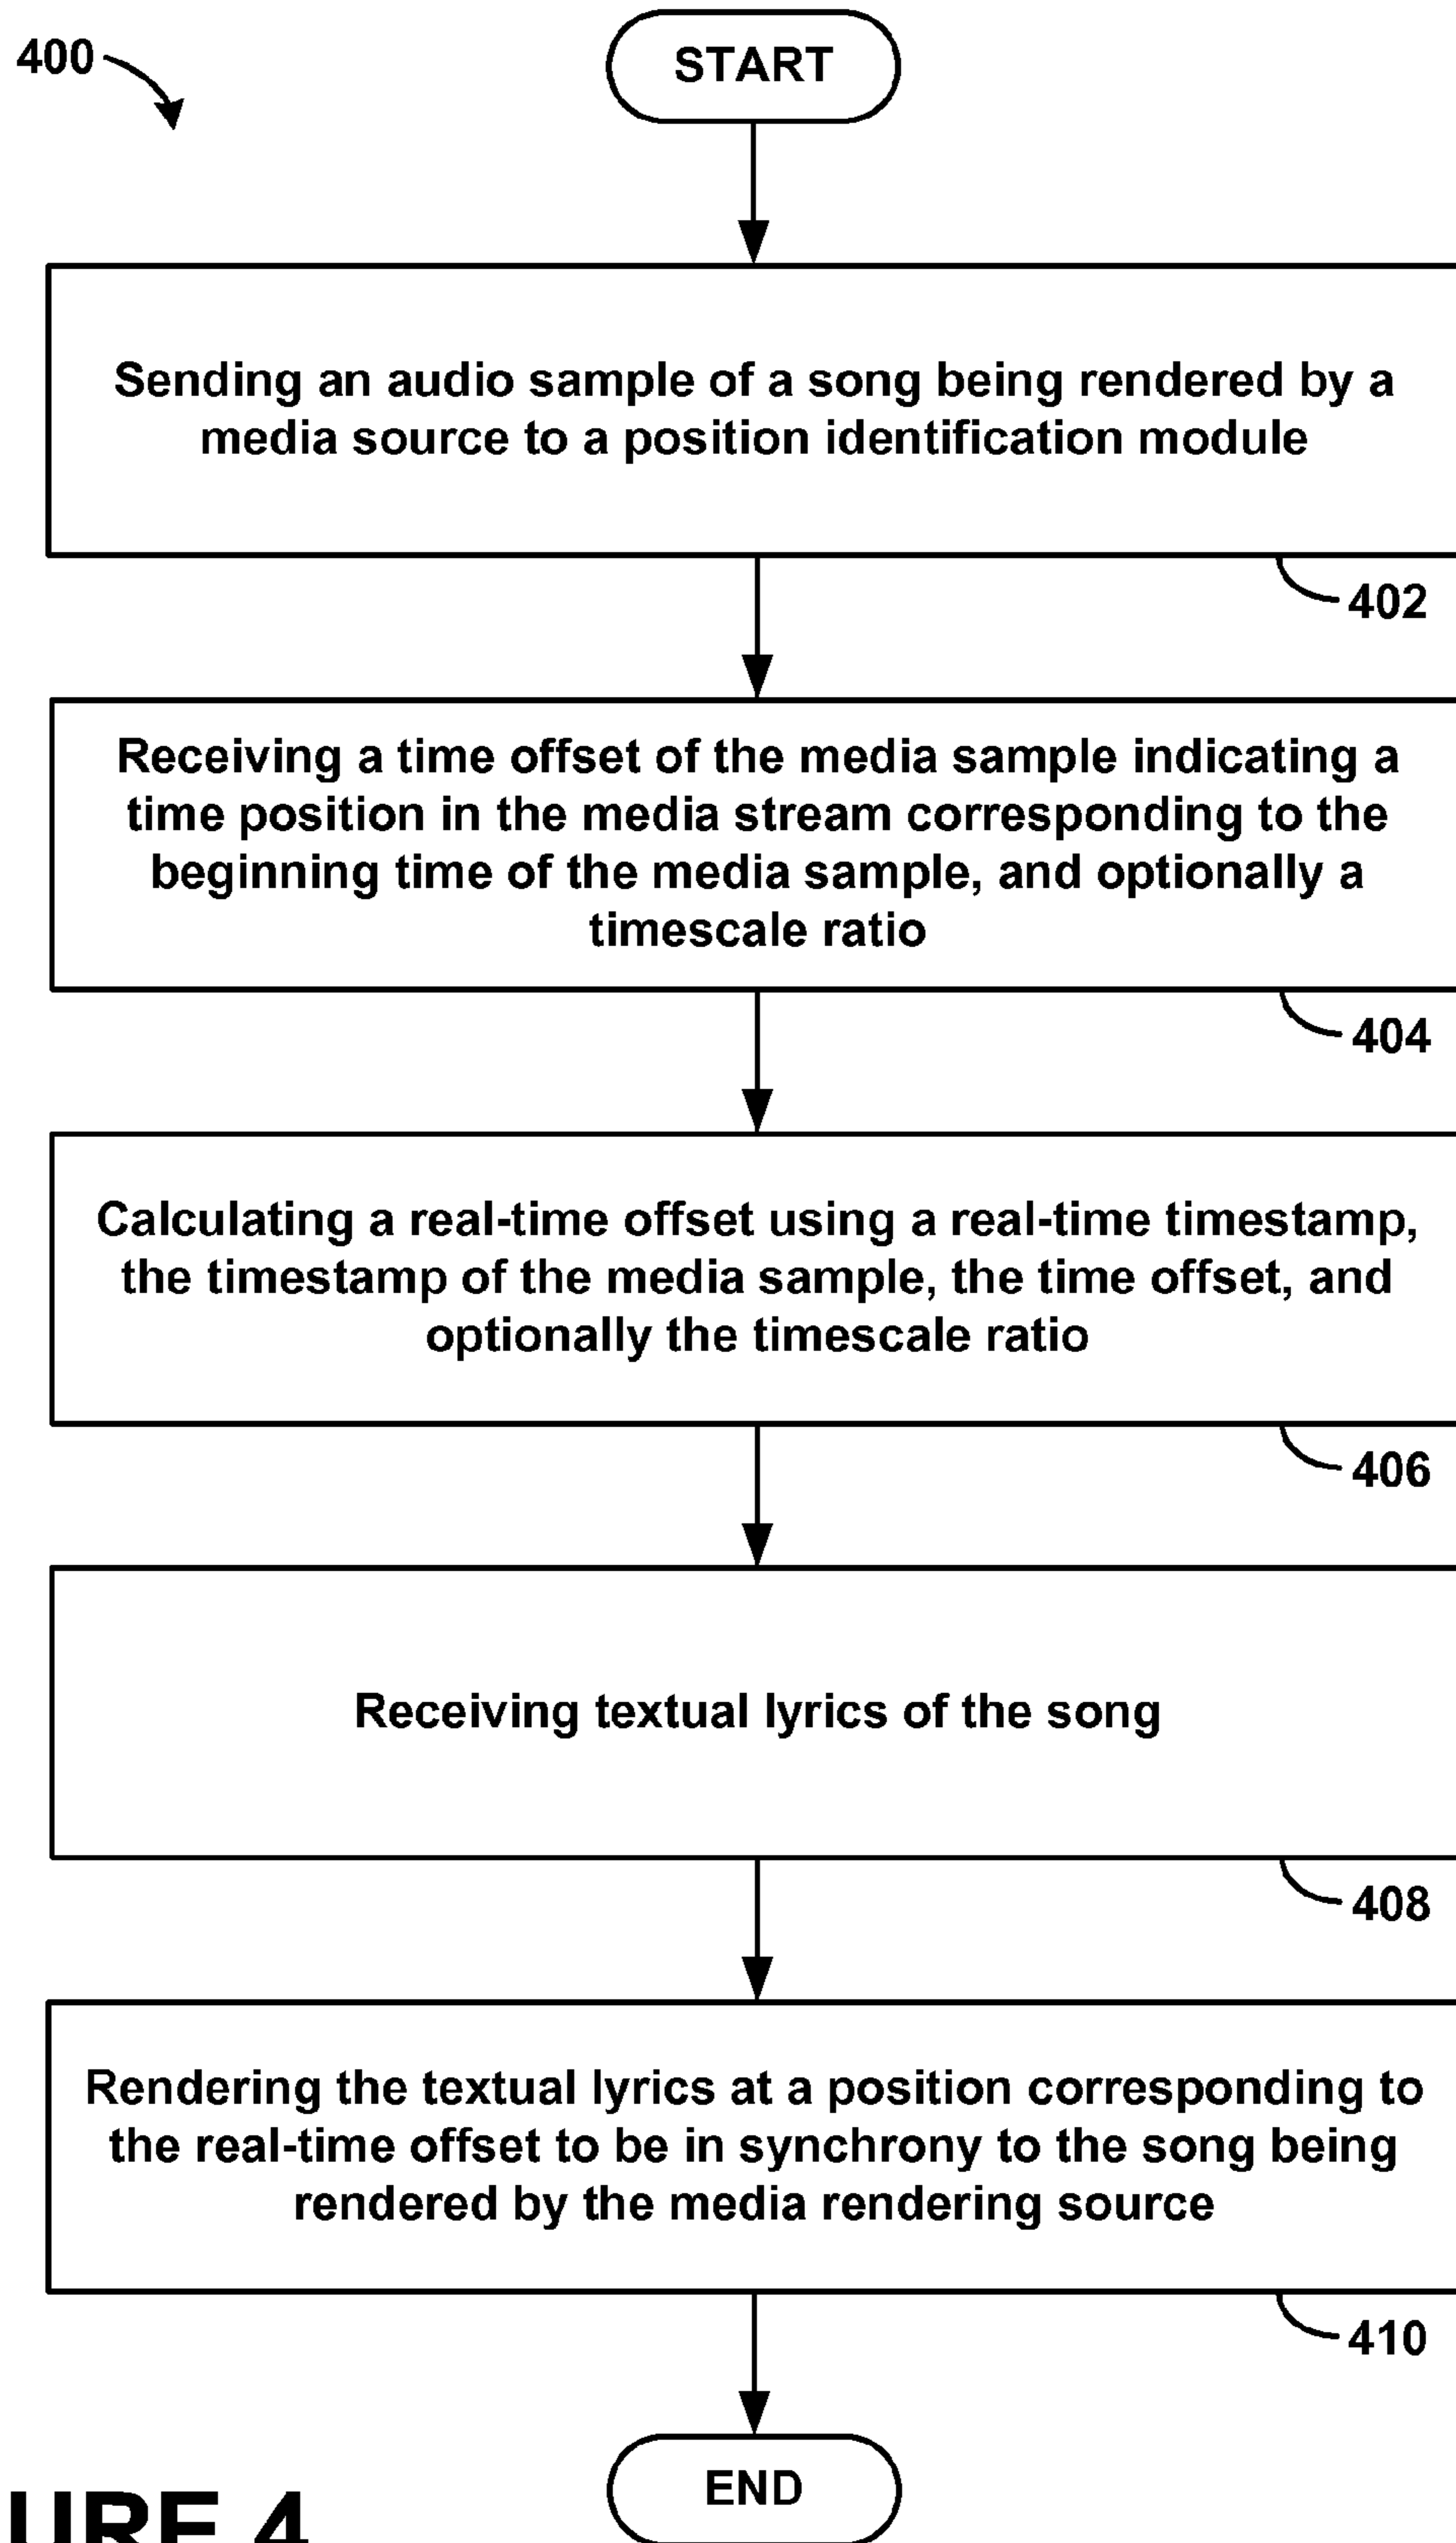 400
START
Sending an audio sample of a song being rendered by a
media source to a position identification module
402
Receiving a time offset of the media sample indicating a
time position in the media stream corresponding to the
beginning time of the media sample, and optionally a
timescale ratio
404
Calculating a real-time offset using a real-time timestamp,
the timestamp of the media sample, the time offset, and
optionally the timescale ratio
406
Receiving textual lyrics of the song
408
Rendering the textual lyrics at a position corresponding to
the real-time offset to be in synchrony to the song being
rendered by the media rendering source
410
END
URE 4